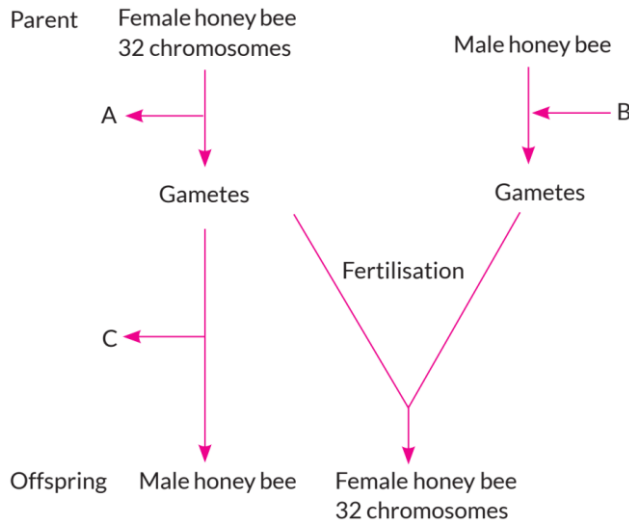 Parent
Female honey bee
32 chromosomes
Male honey bee
A
B
Gametes
Gametes
Fertilisation
C
Offspring
Male honey bee
Female honey bee
32 chromosomes